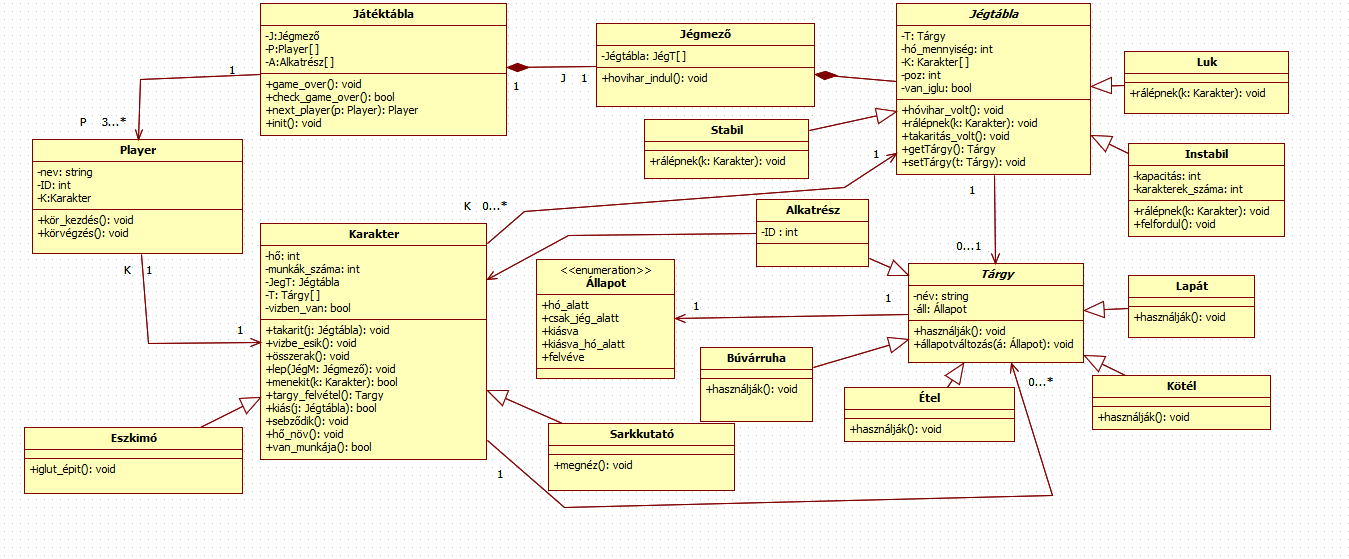 Játéktábla
-J:Jégmező
-P:Player[]
-A:Alkatrész[]
+game_over(): void
+check_game_over(): bool
+next_player(p: Player): Player
+init(): void
Jégmező
-Jégtábla: JégT[]
+hovihar_indul(): void
Jégtábla
-T: Tárgy
-hó_mennyiség: int
-K: Karakter[]
-poz: int
-van_iglu: bool
+hóvihar_volt(): void
+rálépnek(k: Karakter): void
+takaritás_volt(): void
+getTárgy(): Tárgy
+setTárgy(t: Tárgy): void
Luk
+rálépnek(k: Karakter): void
Stabil
+rálépnek(k: Karakter): void
Instabil
-kapacitás: int
-karakterek_száma: int
+rálépnek(k: Karakter): void
+felfordul(): void
1
1
J 1
P 3...*
Player
-nev: string
-ID: int
-K:Karakter
+kör_kezdés(): void
+körvégzés(): void
1
1
K 0...*
0...1
K 1
1
Karakter
-hő: int
-munkák_száma: int
-JegT: Jégtábla
-T: Tárgy[]
-vizben_van: bool
+takarit(j: Jégtábla): void
+vizbe_esik(): void
+összerak(): void
+lep(JégM: Jégmező): void
+menekit(k: Karakter): bool
+targy_felvétel(): Targy
+kiás(j: Jégtábla): bool
+sebződik(): void
+hő_növ(): void
+van_munkája(): bool
Alkatrész
-ID : int
<<enumeration>>
Állapot
+hó_alatt
+csak_jég_alatt
+kiásva
+kiásva_hó_alatt
+felvéve
1
1
Tárgy
-név: string
-áll: Állapot
+használják(): void
+állapotváltozás(á: Állapot): void
Lapát
+használják(): void
Búvárruha
+használják(): void
Étel
+használják(): void
0...*
Kötél
+használják(): void
Eszkimó
+iglut_épit(): void
Sarkkutató
+megnéz(): void
1